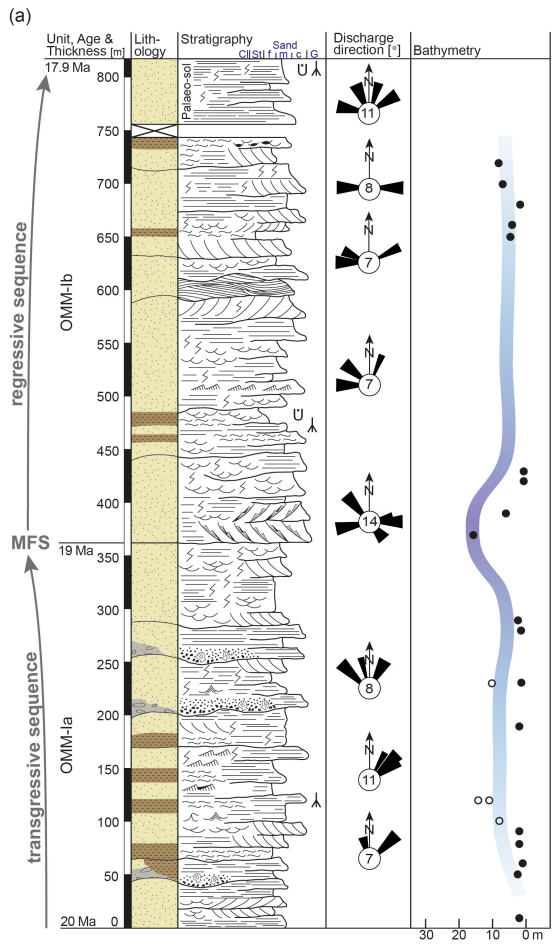 (a)
Unit, Age & Thickness [m]
Lith-ology
Stratigraphy
Sand
Cl|St|f|m|c|G
Discharge direction [°]
Bathymetry
17.9 Ma
800
Palaeo-sol
N
11
750
700
N
8
650
N
7
600
OMM-Ib
regressive sequence
550
500
N
7
450
400
N
14
MFS
19 Ma
350
300
250
N
8
200
OMM-Ia
transgressive sequence
150
N
11
100
N
7
50
20 Ma
0
30 20 10 0 m